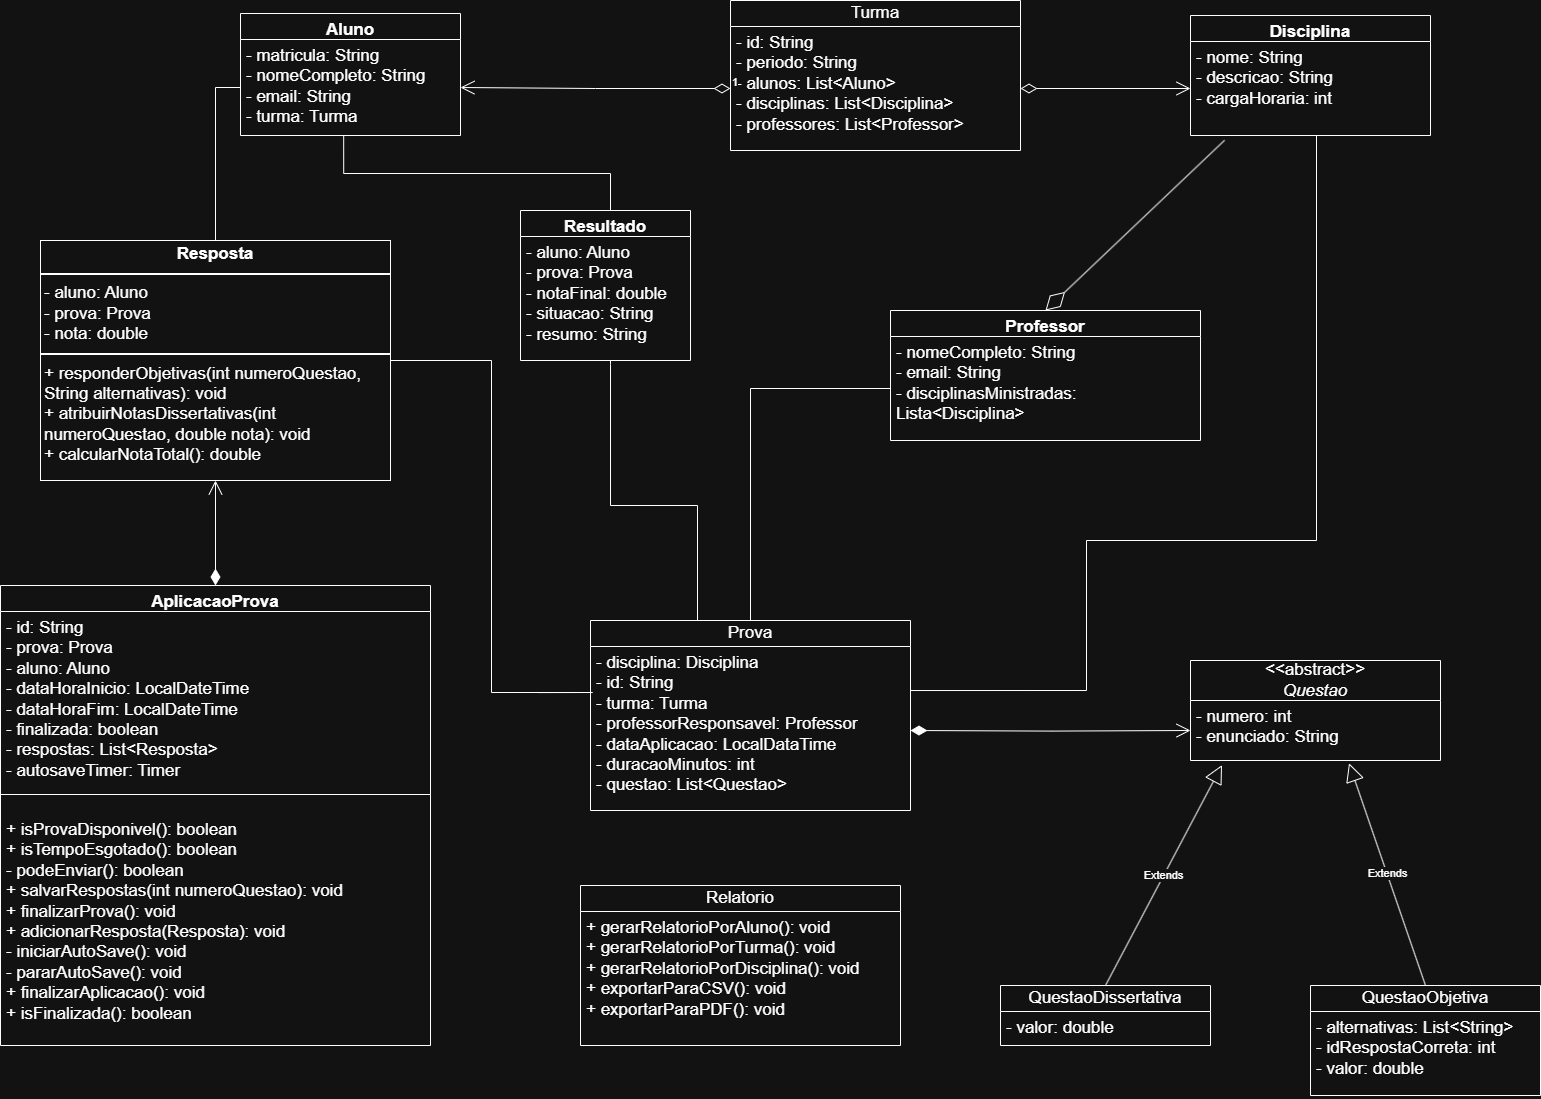 Aluno
- matricula: String
- nomeCompleto: String
- email: String
- turma: Turma
Turma
- id: String
- periodo: String
1- alunos: List<Aluno>
- disciplinas: List<Disciplina>
- professores: List<Professor>
Disciplina
- nome: String
- descricao: String
- cargaHoraria: int
Resposta
- aluno: Aluno
- prova: Prova
- nota: double
+ responderObjetivas(int numeroQuestao,
String alternativas): void
+ atribuirNotasDissertativas(int
numeroQuestao, double nota): void
+ calcularNotaTotal(): double
Resultado
- aluno: Aluno
- prova: Prova
- notaFinal: double
- situacao: String
- resumo: String
Professor
- nomeCompleto: String
- email: String
- disciplinasMinistradas:
Lista<Disciplina>
AplicacaoProva
- id: String
- prova: Prova
- aluno: Aluno
- dataHoraInicio: LocalDateTime
- dataHoraFim: LocalDateTime
- finalizada: boolean
- respostas: List<Resposta>
- autosaveTimer: Timer
+ isProvaDisponivel(): boolean
+ isTempoEsgotado(): boolean
- podeEnviar(): boolean
+ salvarRespostas(int numeroQuestao): void
+ finalizarProva(): void
+ adicionarResposta(Resposta): void
- iniciarAutoSave(): void
- pararAutoSave(): void
+ finalizarAplicacao(): void
+ isFinalizada(): boolean
Prova
- disciplina: Disciplina
- id: String
- turma: Turma
- professorResponsavel: Professor
- dataAplicacao: LocalDataTime
- duracaoMinutos: int
- questao: List<Questao>
<<abstract>>
Questao
- numero: int
- enunciado: String
Extends
Extends
Relatorio
+ gerarRelatorioPorAluno(): void
+ gerarRelatorioPorTurma(): void
+ gerarRelatorioPorDisciplina(): void
+ exportarParaCSV(): void
+ exportarParaPDF(): void
QuestaoDissertativa
- valor: double
QuestaoObjetiva
- alternativas: List<String>
- idRespostaCorreta: int
- valor: double